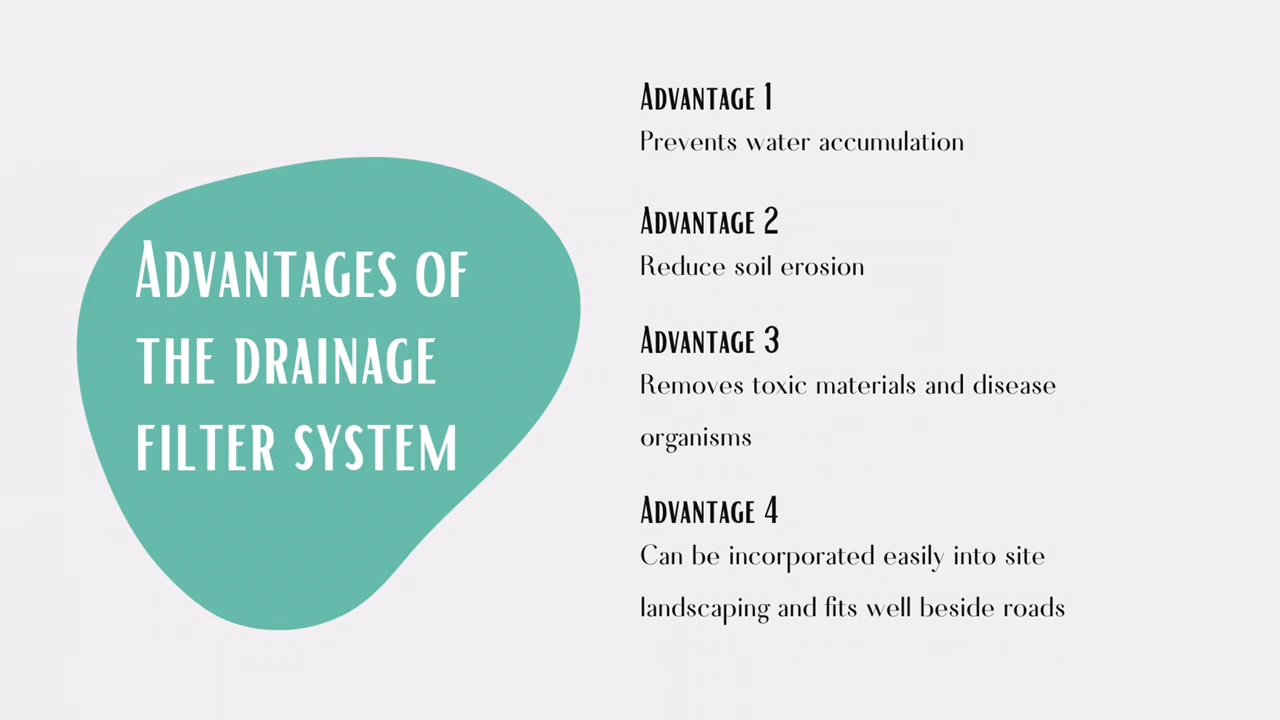 Advantages of
the drainage
filter system
Advantage 1
Prevents water accumulation
Advantage 2
Reduce soil erosion
Advantage 3
Removes toxic materials and disease
organisms
Advantage 4
Can be incorporated easily into site
landscaping and fits well beside roads